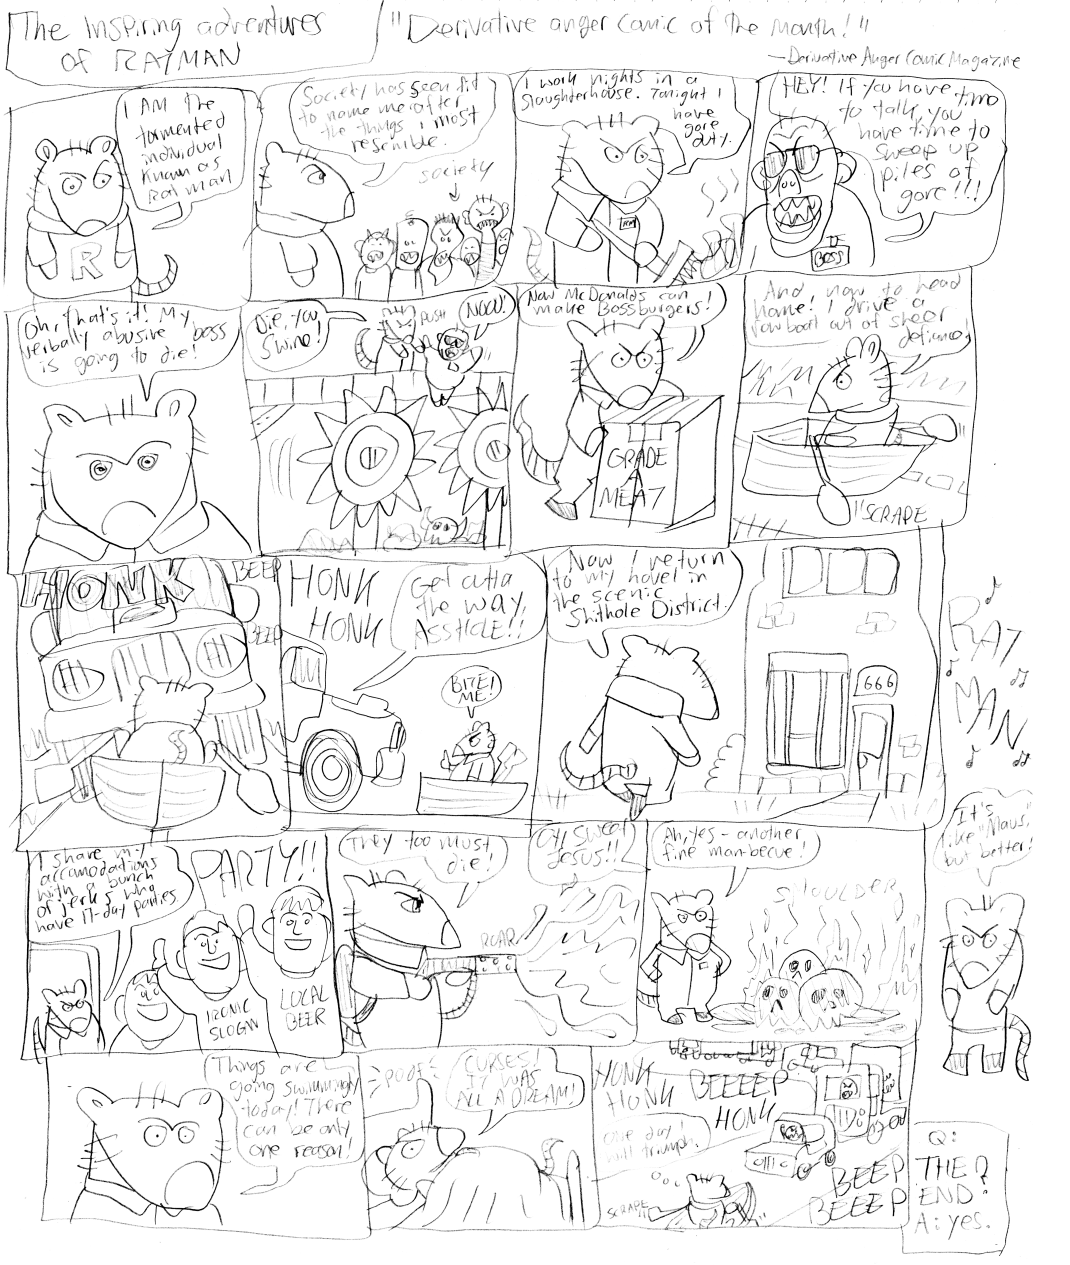 The Inspiring adventures
of RATMAN
"Derivative anger comic of the month!"
—Derivative Anger Comic Magazine
I AM the
tormented
individual
known as
Rat man
R
Society has seen fit
to name me after
the things I most
resemble.
society
I work nights in a
Slaughterhouse. Tonight I
have
gore
duty.
RM
HEY! If you have time
to talk, you
have time to
sweep up
piles of
gore!!!
BOSS
Oh, that's it! My
verbally abusive boss
is going to die!
Die, you
Swine!
PUSH
NOOO!
Now McDonalds can
make Bossburgers!
GRADE
A
MEAT
And now to head
home! I drive a
rowboat out of sheer
defiance!
SCRAPE
HONK
BEEP
BEEP
HONK
HONK
Get outta
the way,
ASSHOLE!!
BITE
ME!
Now I return
to my hovel in
the scenic
Shithole District.
666
RAT
MAN
I share my
accomodations
with a bunch
of jerks who
have 17-day parties.
PARTY!!
IRONIC
SLOGAN
LOCAL
BEER
They too must
die!
ROAR!
Oh sweet
Jesus!!
Ah, yes - another
fine man-becue!
SMOULDER
It's
like "Maus,"
but better!
Things are
going swimmingly
today! There
can be only
one reason!
POOF
CURSES!
IT WAS
ALL A DREAM!
HONK
HONK
BEEEEP
HONK
One day I
will triumph.
SCRAPE
BEEP
BEEEP
Q:
THE
END?
A: yes.